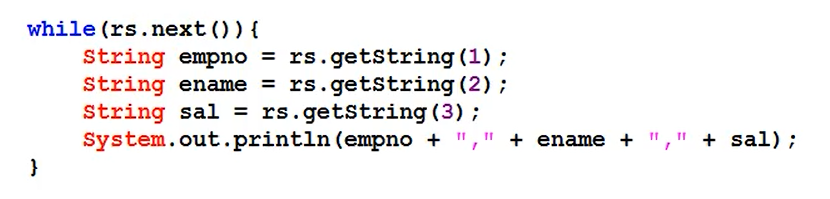 while(rs.next()){
    String empno = rs.getString(1);
    String ename = rs.getString(2);
    String sal = rs.getString(3);
    System.out.println(empno + "," + ename + "," + sal);
}